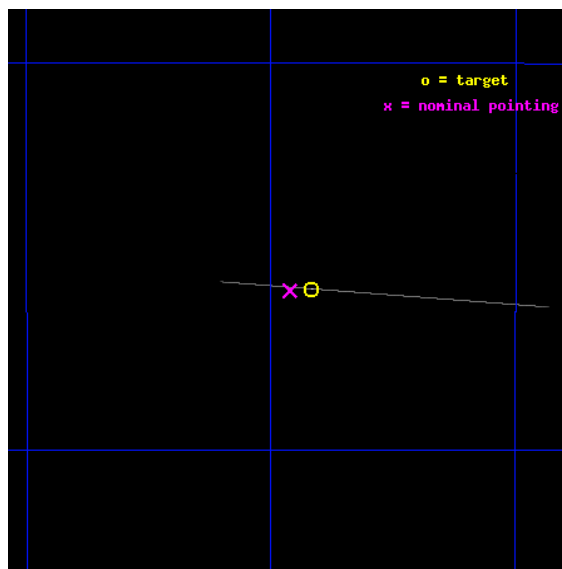 o = target
x = nominal pointing